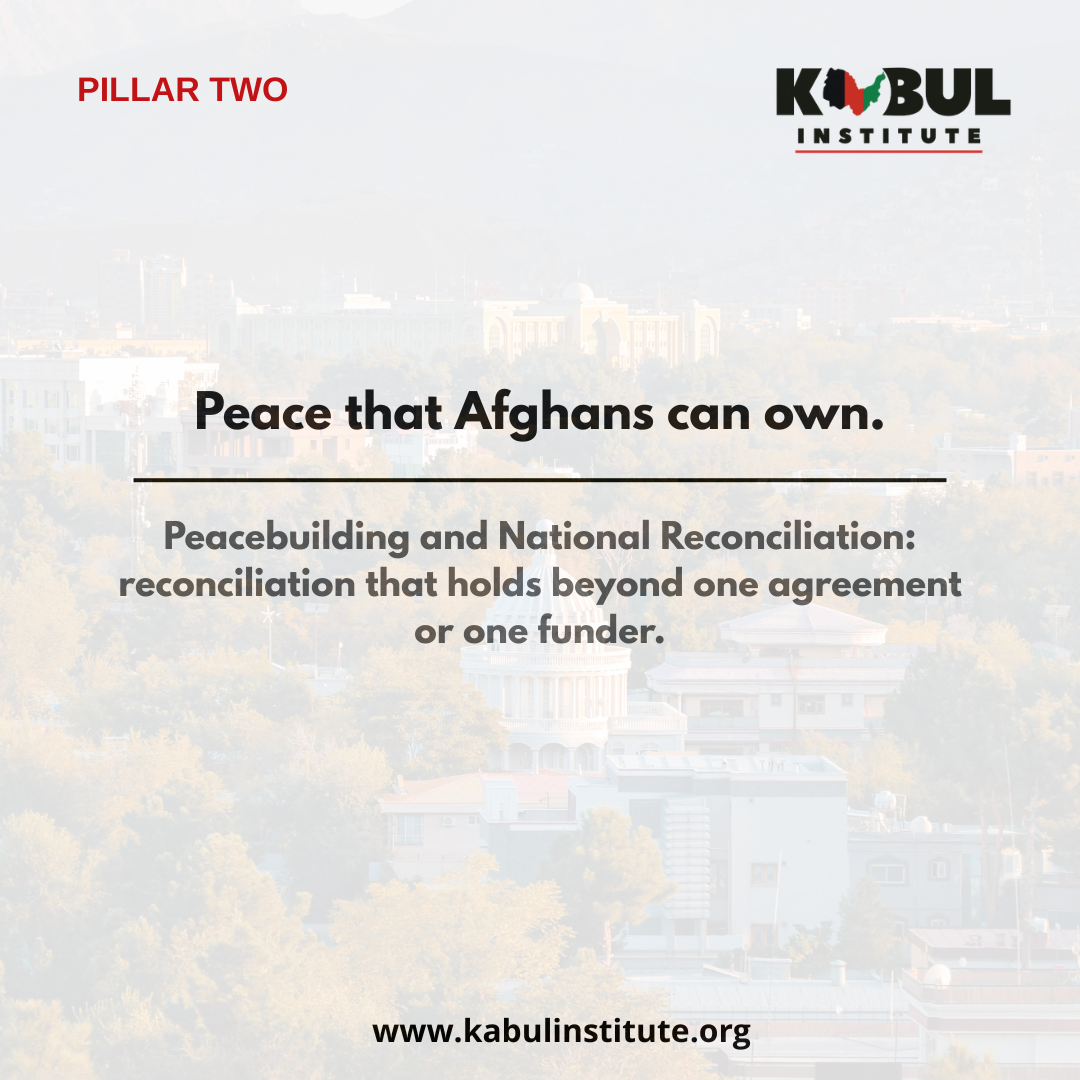 PILLAR TWO
KABUL
INSTITUTE
Peace that Afghans can own.
Peacebuilding and National Reconciliation:
reconciliation that holds beyond one agreement
or one funder.
www.kabulinstitute.org